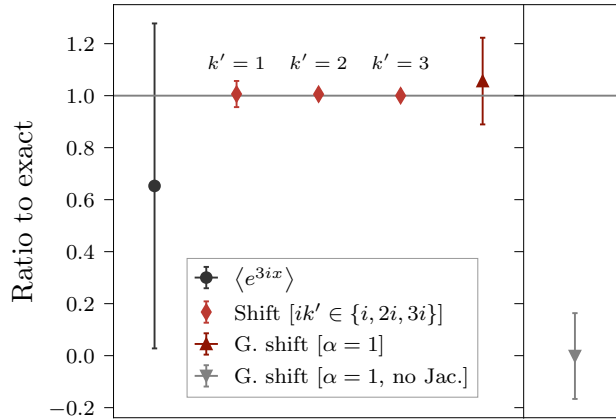 Ratio to exact
1.2
1.0
0.8
0.6
0.4
0.2
0.0
−0.2
k′ = 1 k′ = 2 k′ = 3
⟨e^{3ix}⟩
Shift [ik′ ∈ {i, 2i, 3i}]
G. shift [α = 1]
G. shift [α = 1, no Jac.]